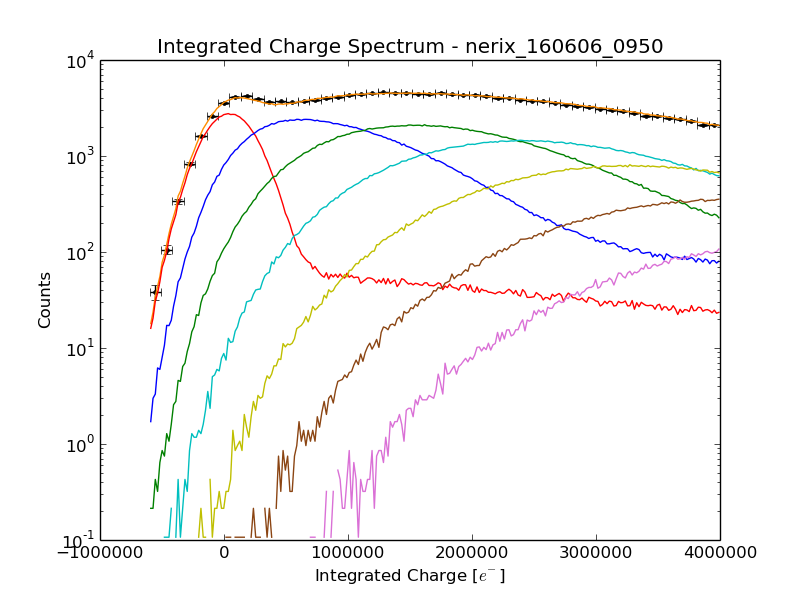 Integrated Charge Spectrum - nerix_160606_0950
10^4
10^3
10^2
10^1
10^0
10^-1
Counts
−1000000 0 1000000 2000000 3000000 4000000
Integrated Charge [e^-]